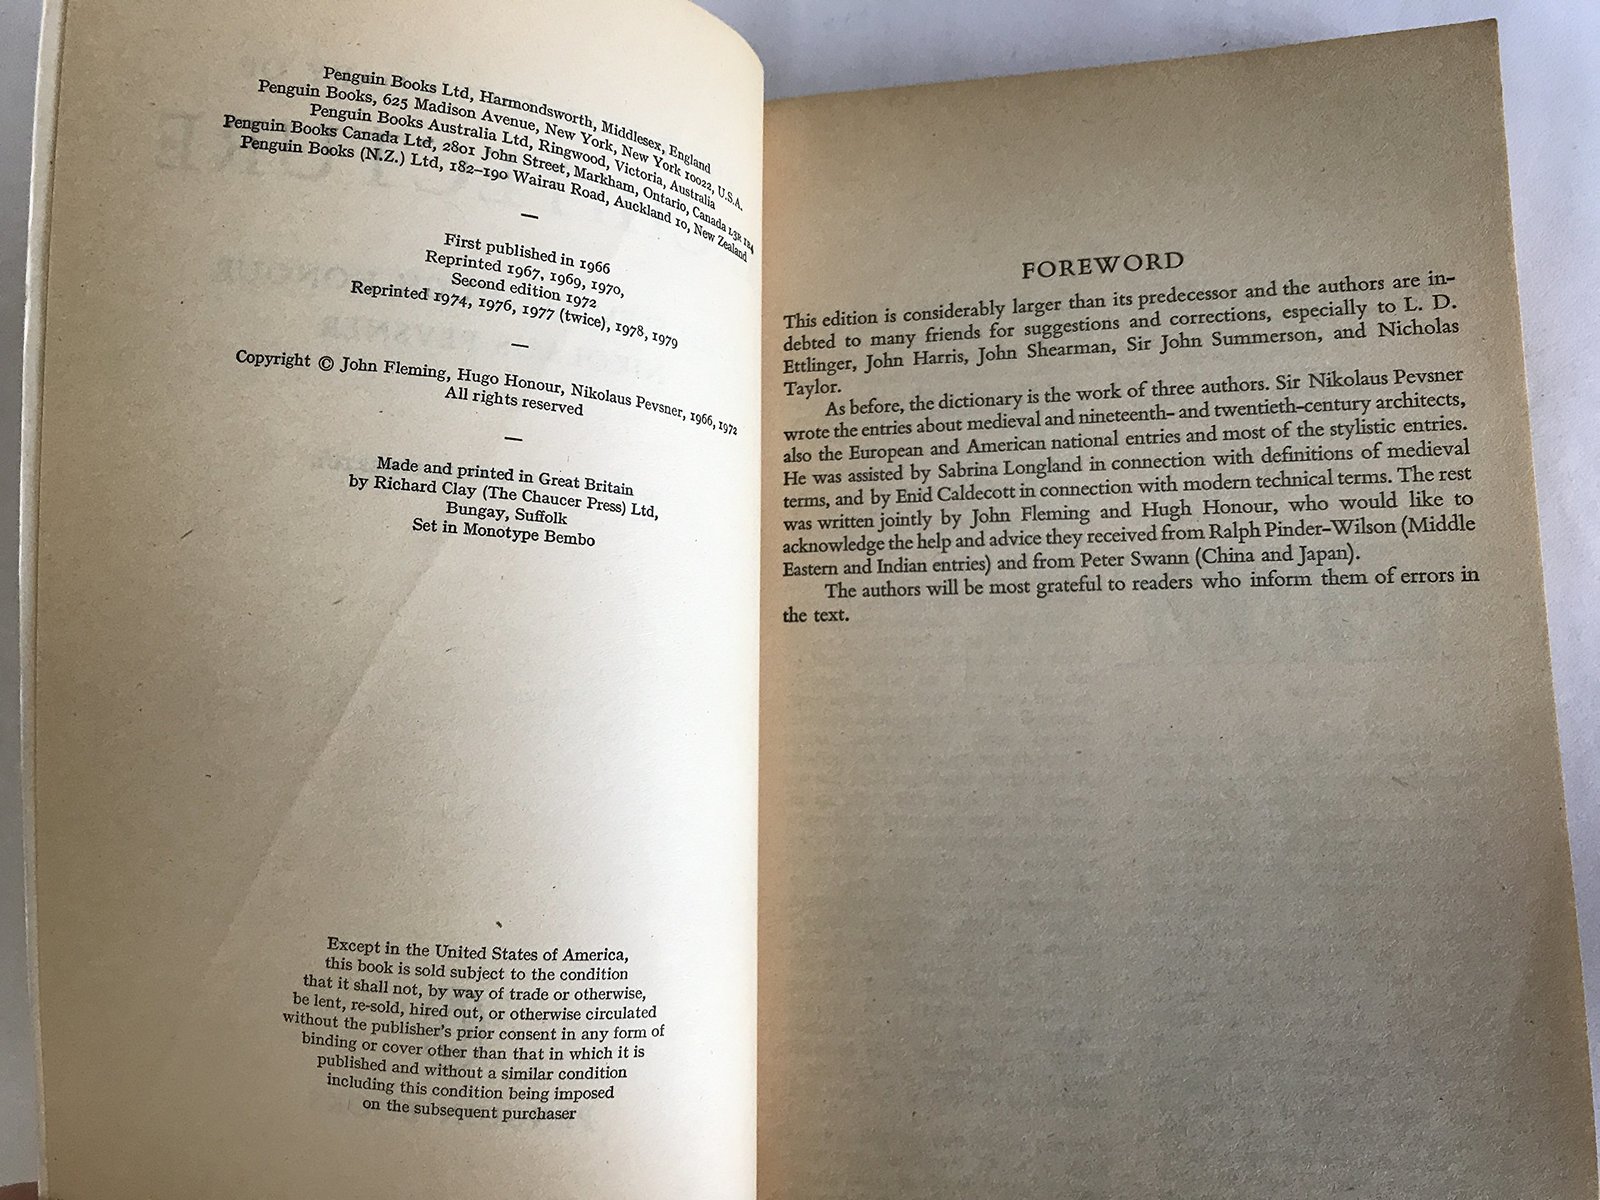 Penguin Books Ltd, Harmondsworth, Middlesex, England
Penguin Books, 625 Madison Avenue, New York, New York 10022, U.S.A.
Penguin Books Australia Ltd, Ringwood, Victoria, Australia
Penguin Books Canada Ltd, 2801 John Street, Markham, Ontario, Canada L3R 1B4
Penguin Books (N.Z.) Ltd, 182–190 Wairau Road, Auckland 10, New Zealand
—
First published in 1966
Reprinted 1967, 1969, 1970,
Second edition 1972
Reprinted 1974, 1976, 1977 (twice), 1978, 1979
—
Copyright © John Fleming, Hugo Honour, Nikolaus Pevsner, 1966, 1972
All rights reserved
—
Made and printed in Great Britain
by Richard Clay (The Chaucer Press) Ltd,
Bungay, Suffolk
Set in Monotype Bembo
Except in the United States of America,
this book is sold subject to the condition
that it shall not, by way of trade or otherwise,
be lent, re-sold, hired out, or otherwise circulated
without the publisher's prior consent in any form of
binding or cover other than that in which it is
published and without a similar condition
including this condition being imposed
on the subsequent purchaser
FOREWORD
This edition is considerably larger than its predecessor and the authors are in-
debted to many friends for suggestions and corrections, especially to L. D.
Ettlinger, John Harris, John Shearman, Sir John Summerson, and Nicholas
Taylor.
As before, the dictionary is the work of three authors. Sir Nikolaus Pevsner
wrote the entries about medieval and nineteenth- and twentieth-century architects,
also the European and American national entries and most of the stylistic entries.
He was assisted by Sabrina Longland in connection with definitions of medieval
terms, and by Enid Caldecott in connection with modern technical terms. The rest
was written jointly by John Fleming and Hugh Honour, who would like to
acknowledge the help and advice they received from Ralph Pinder-Wilson (Middle
Eastern and Indian entries) and from Peter Swann (China and Japan).
The authors will be most grateful to readers who inform them of errors in
the text.